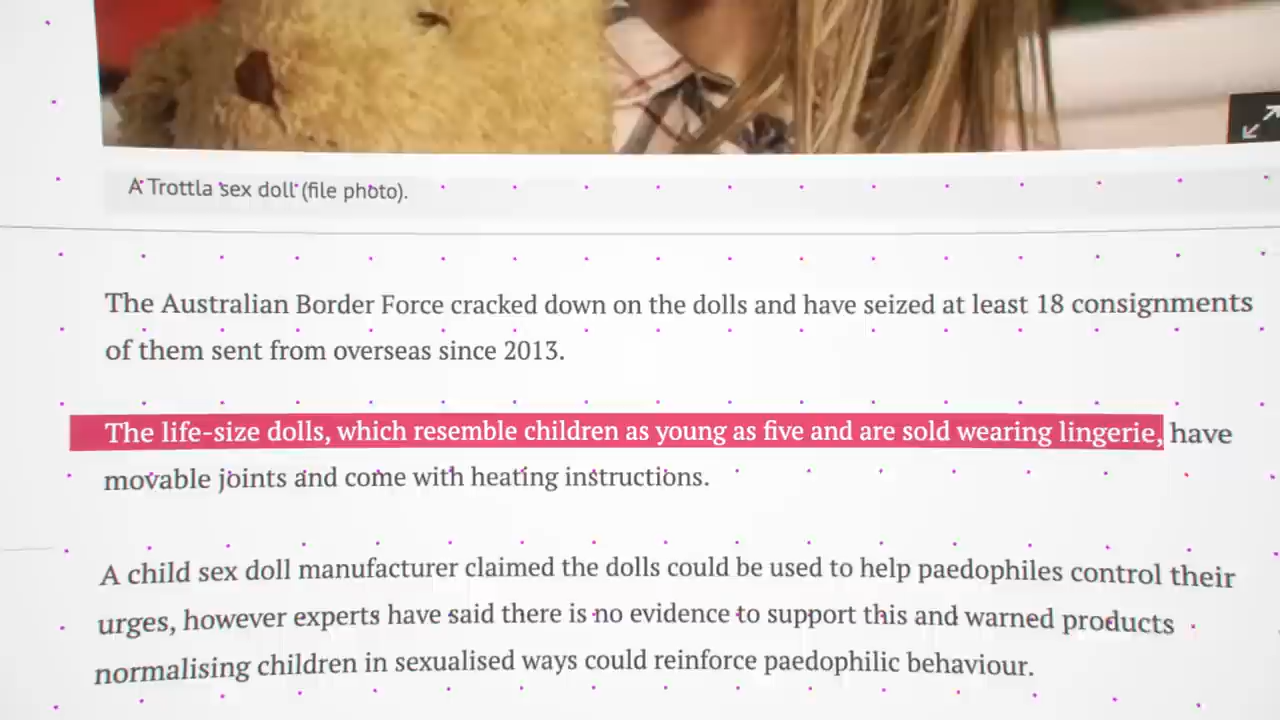 A Trottla sex doll (file photo).
The Australian Border Force cracked down on the dolls and have seized at least 18 consignments
of them sent from overseas since 2013.
The life-size dolls, which resemble children as young as five and are sold wearing lingerie, have
movable joints and come with heating instructions.
A child sex doll manufacturer claimed the dolls could be used to help paedophiles control their
urges, however experts have said there is no evidence to support this and warned products
normalising children in sexualised ways could reinforce paedophilic behaviour.